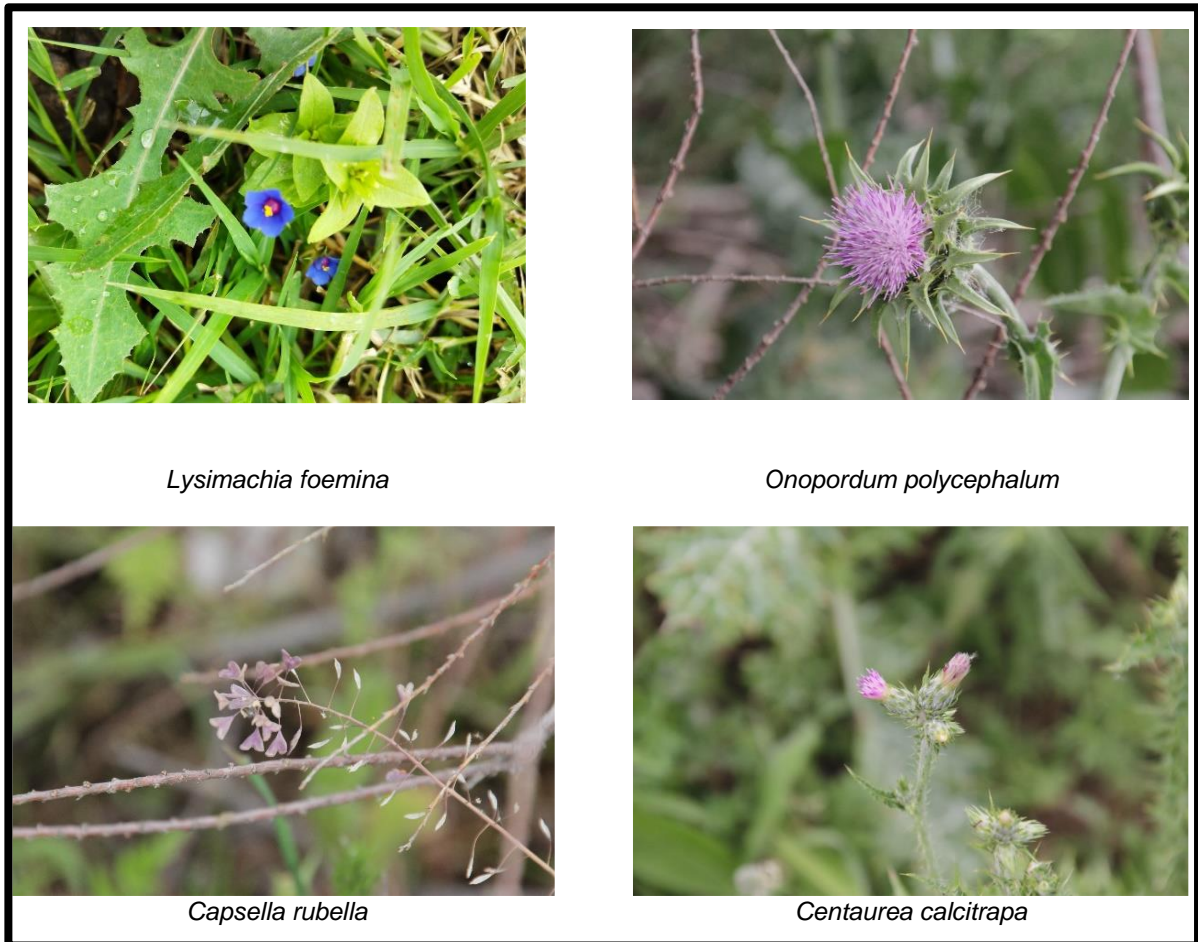 Lysimachia foemina
Onopordum polycephalum
Capsella rubella
Centaurea calcitrapa